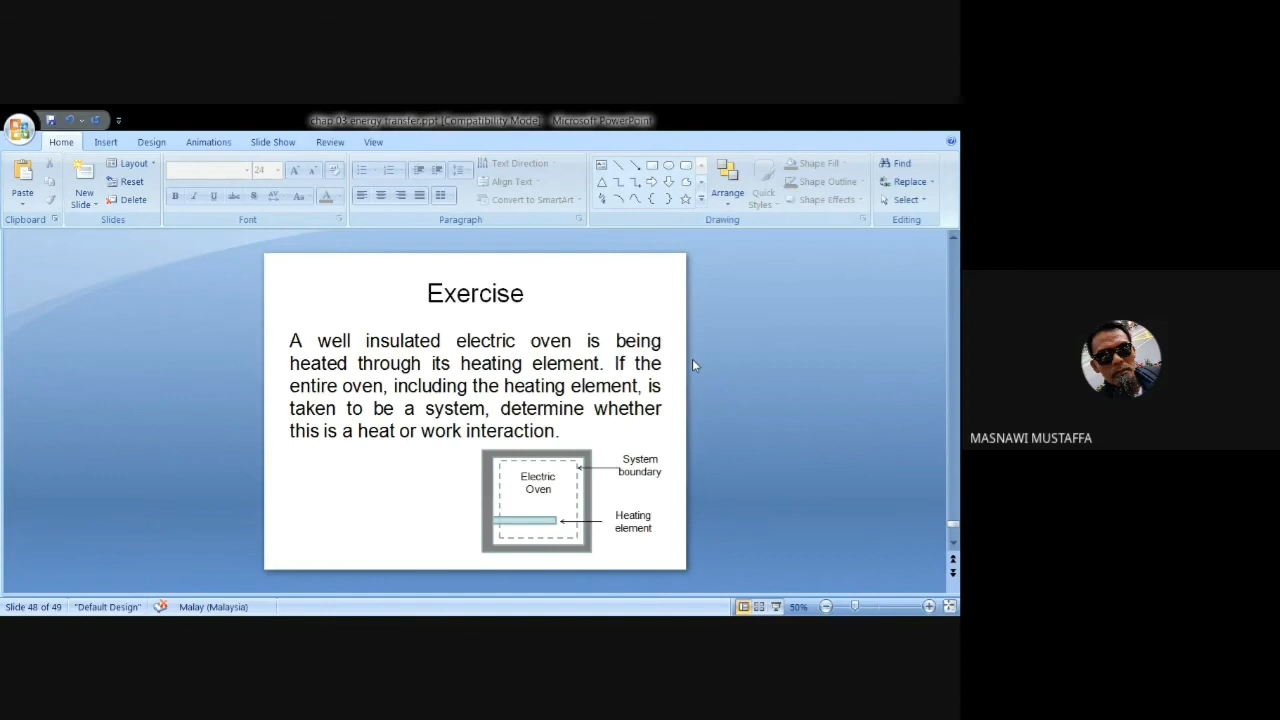 chap 03 energy transfer.ppt [Compatibility Mode] - Microsoft PowerPoint
Home Insert Design Animations Slide Show Review View
Paste
Clipboard
New Slide
Layout
Reset
Delete
Slides
24
B I U abc S AV Aa A
Font
Text Direction
Align Text
Convert to SmartArt
Paragraph
Arrange
Quick Styles
Shape Fill
Shape Outline
Shape Effects
Drawing
Find
Replace
Select
Editing
Exercise
A well insulated electric oven is being
heated through its heating element. If the
entire oven, including the heating element, is
taken to be a system, determine whether
this is a heat or work interaction.
System
boundary
Electric
Oven
Heating
element
MASNAWI MUSTAFFA
Slide 48 of 49 "Default Design" Malay (Malaysia) 50%